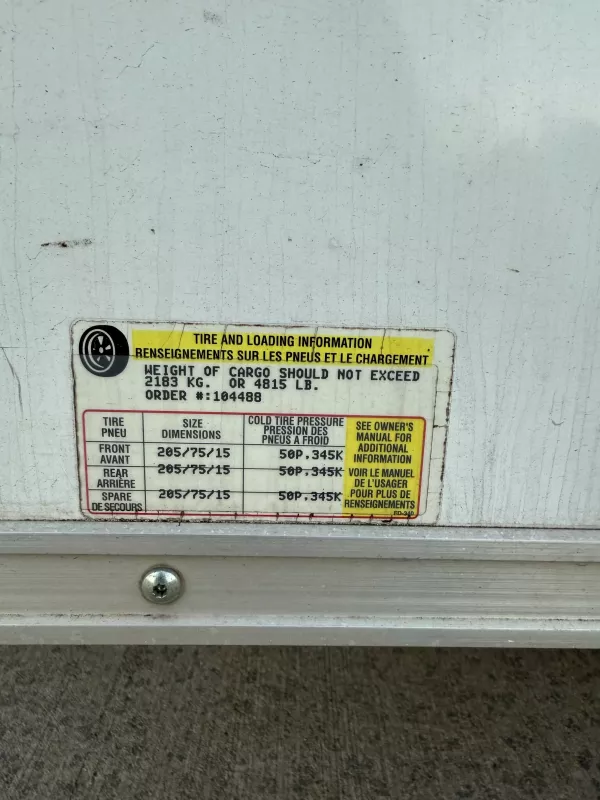 TIRE AND LOADING INFORMATION
RENSEIGNEMENTS SUR LES PNEUS ET LE CHARGEMENT
WEIGHT OF CARGO SHOULD NOT EXCEED
2183 KG. OR 4815 LB.
ORDER #:104488
TIRE
PNEU
SIZE
DIMENSIONS
COLD TIRE PRESSURE
PRESSION DES
PNEUS A FROID
SEE OWNER'S
MANUAL FOR
ADDITIONAL
INFORMATION
VOIR LE MANUEL
DE L'USAGER
POUR PLUS DE
RENSEIGNEMENTS
FRONT
AVANT
205/75/15
50P.345K
REAR
ARRIÈRE
205/75/15
50P.345K
SPARE
DE SECOURS
205/75/15
50P.345K